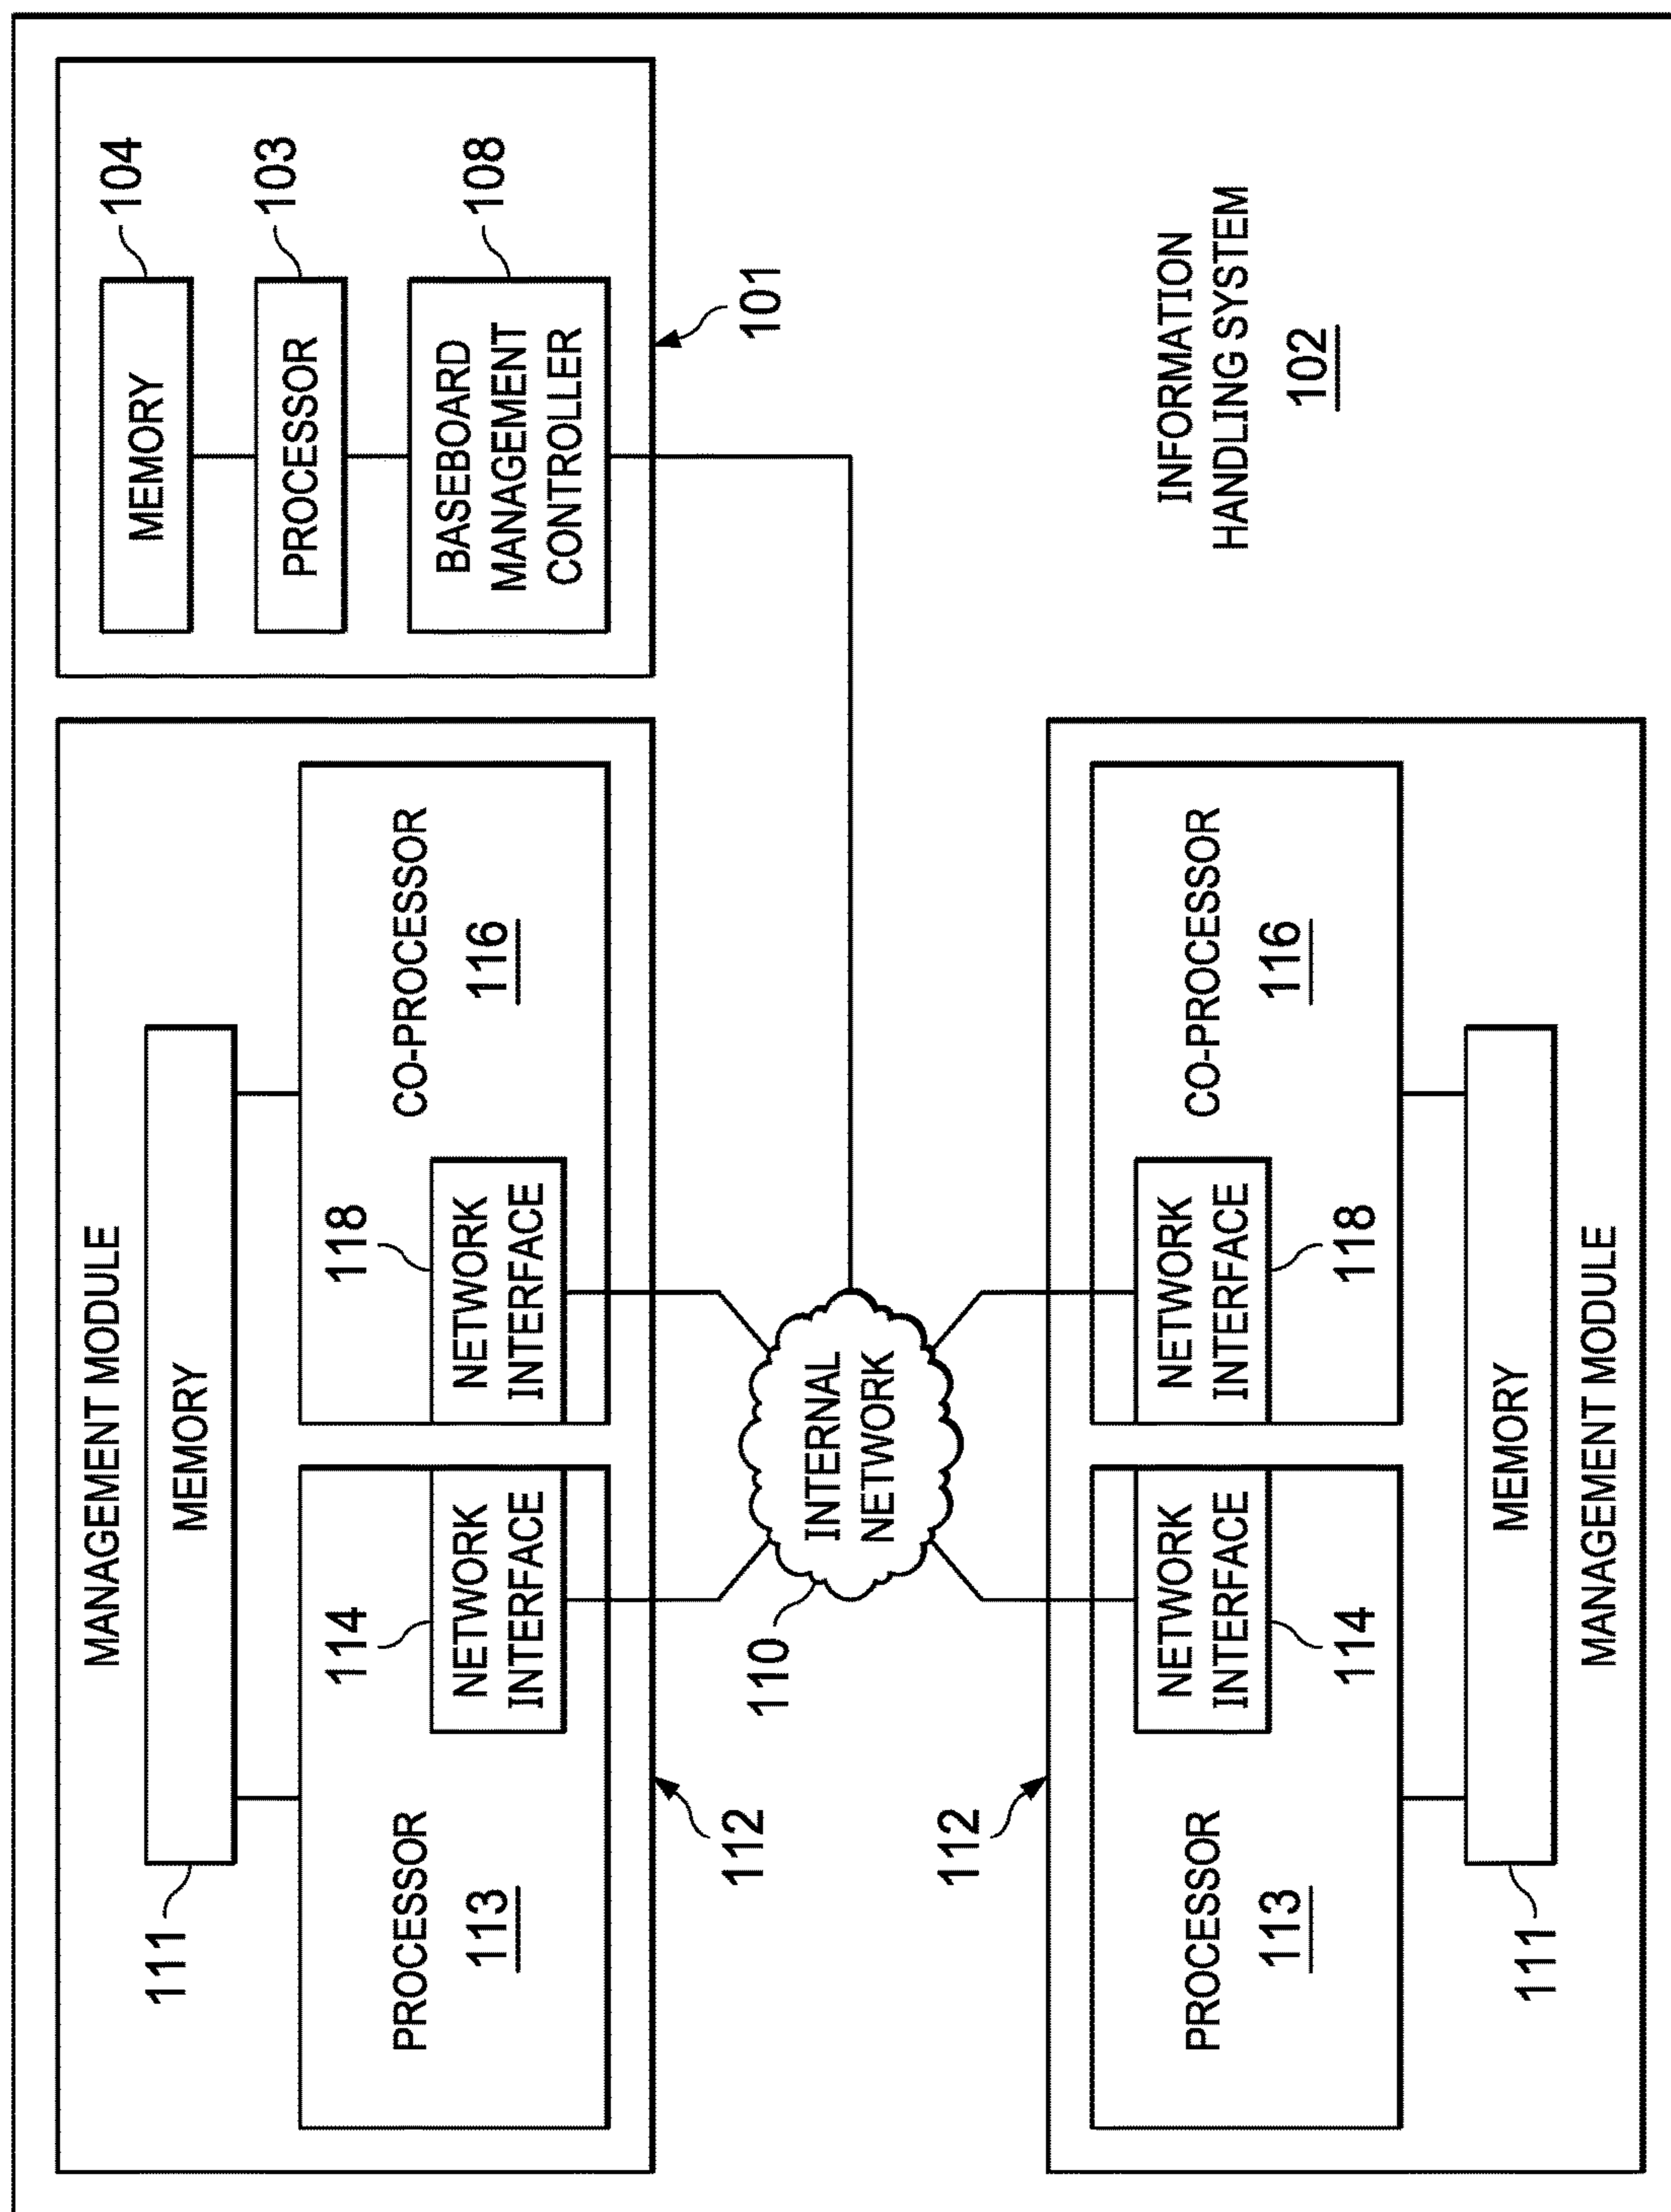 MANAGEMENT MODULE
111
MEMORY
PROCESSOR
113
114
NETWORK
INTERFACE
118
NETWORK
INTERFACE
CO-PROCESSOR
116
112
MEMORY
104
PROCESSOR
103
BASEBOARD
MANAGEMENT
CONTROLLER
108
101
110
INTERNAL
NETWORK
112
PROCESSOR
113
NETWORK
INTERFACE
114
NETWORK
INTERFACE
118
CO-PROCESSOR
116
111
MEMORY
MANAGEMENT MODULE
INFORMATION
HANDLING SYSTEM
102